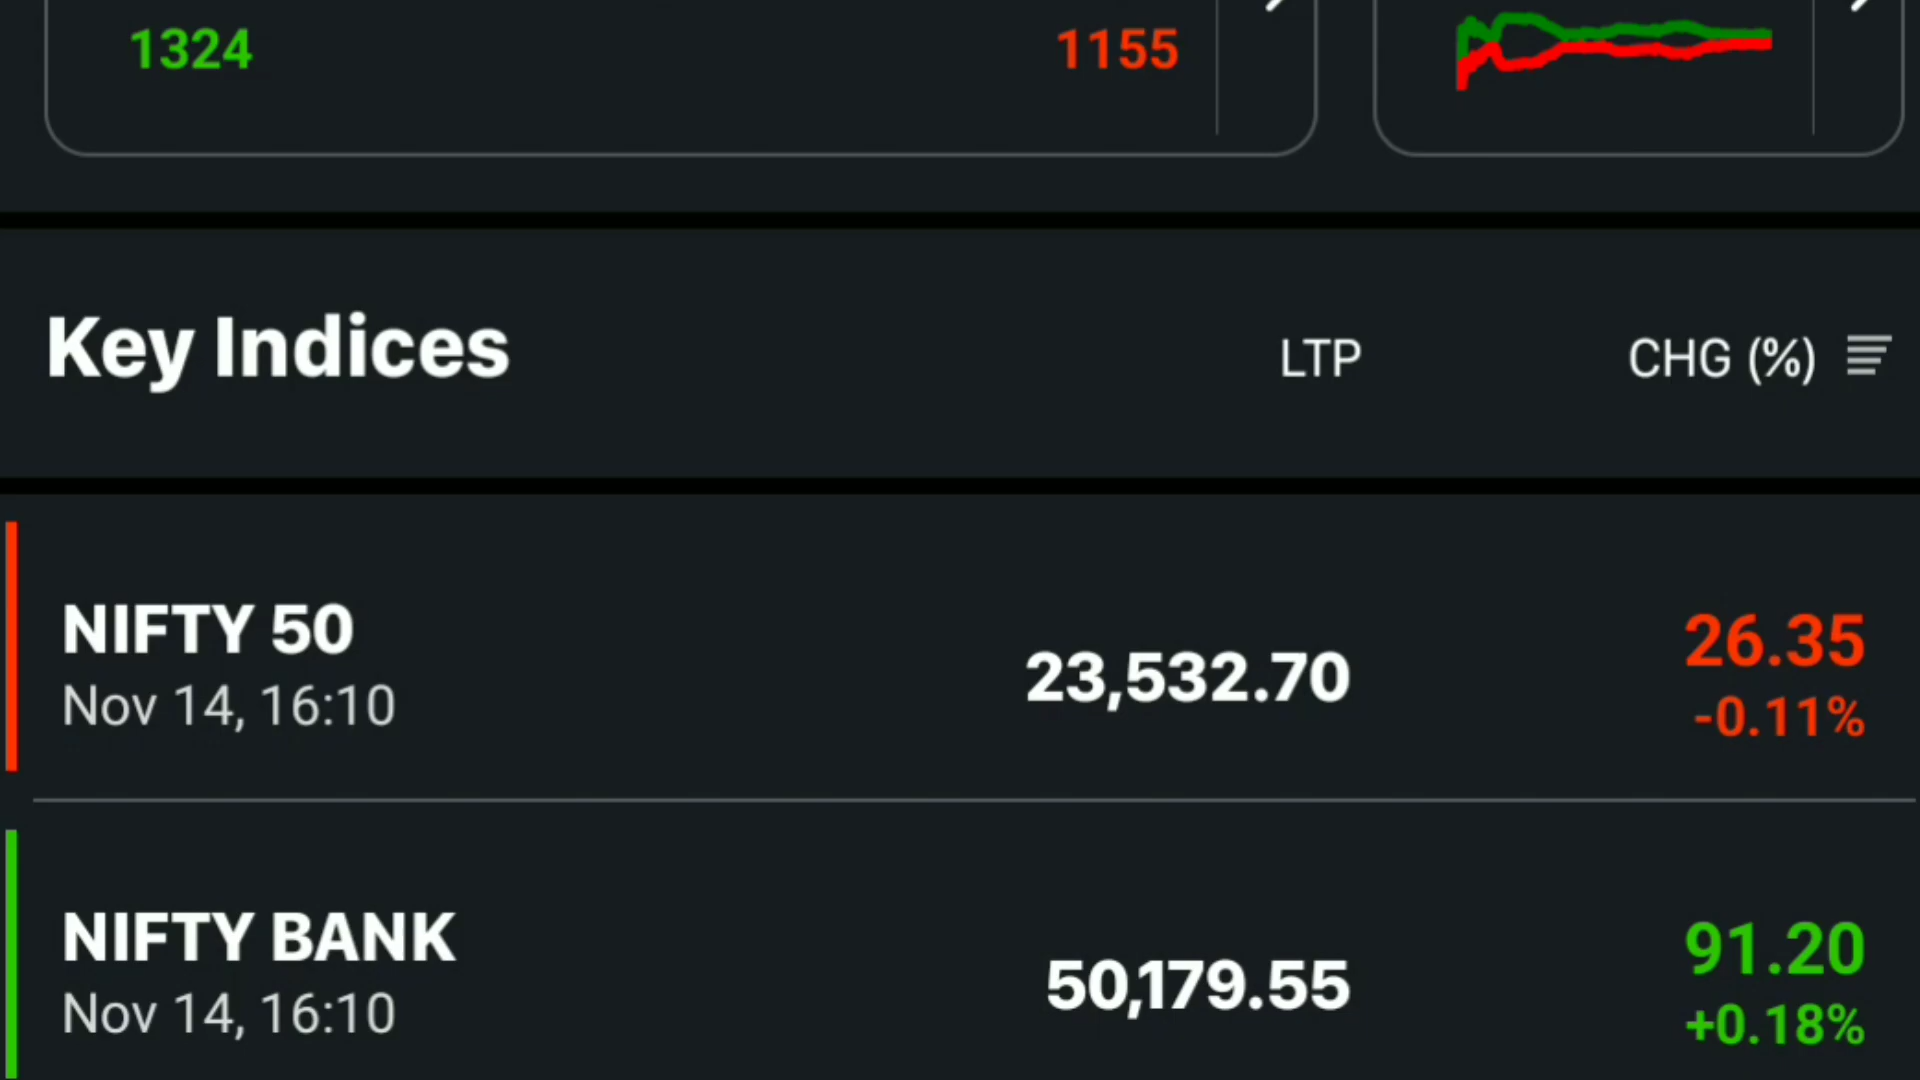 1324 1155
Key Indices LTP CHG (%)
NIFTY 50
Nov 14, 16:10
23,532.70
26.35
-0.11%
NIFTY BANK
Nov 14, 16:10
50,179.55
91.20
+0.18%